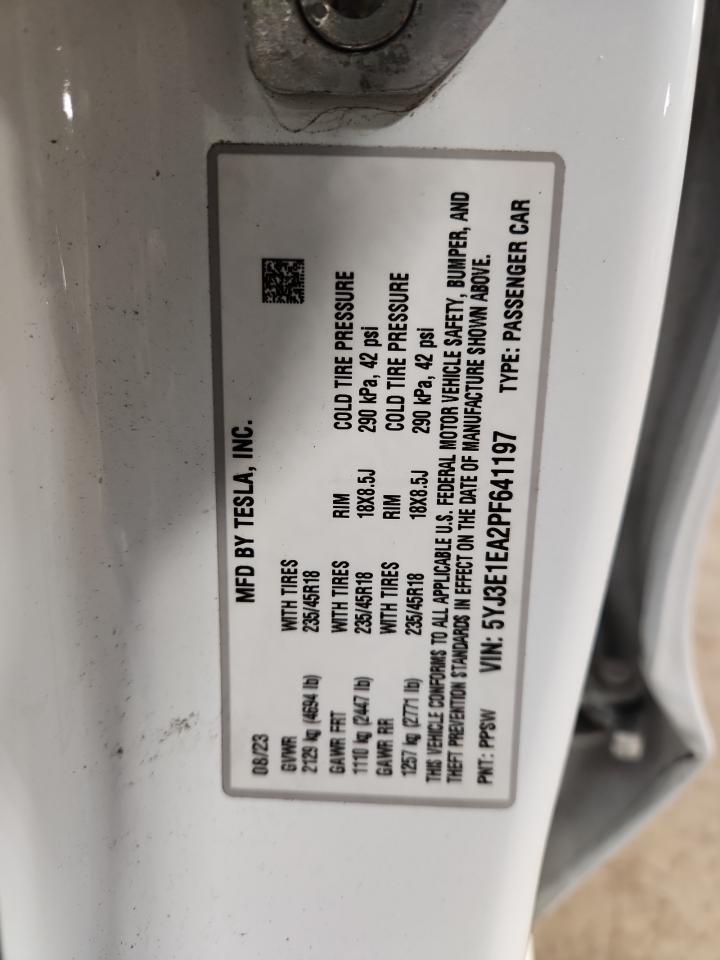 MFD BY TESLA, INC.
08/23
GVWR WITH TIRES
2129 kg (4694 lb) 235/45R18
GAWR FRT WITH TIRES RIM COLD TIRE PRESSURE
1110 kg (2447 lb) 235/45R18 18X8.5J 290 kPa, 42 psi
GAWR RR WITH TIRES RIM COLD TIRE PRESSURE
1257 kg (2771 lb) 235/45R18 18X8.5J 290 kPa, 42 psi
THIS VEHICLE CONFORMS TO ALL APPLICABLE U.S. FEDERAL MOTOR VEHICLE SAFETY, BUMPER, AND
THEFT PREVENTION STANDARDS IN EFFECT ON THE DATE OF MANUFACTURE SHOWN ABOVE.
PNT: PPSW VIN: 5YJ3E1EA2PF641197 TYPE: PASSENGER CAR